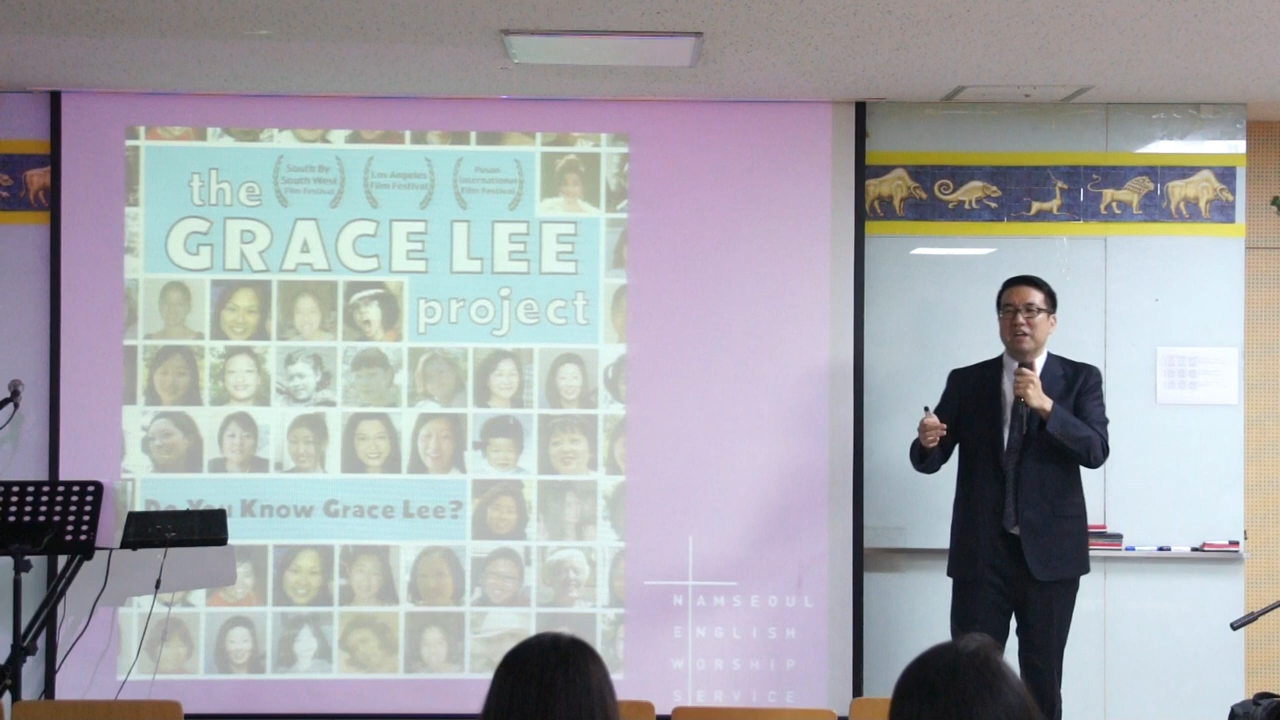 the
South By
South West
Film Festival
Los Angeles
Film Festival
Pusan
International
Film Festival
GRACE LEE
project
Do You Know Grace Lee?
NAMSEOUL
ENGLISH
WORSHIP
SERVICE